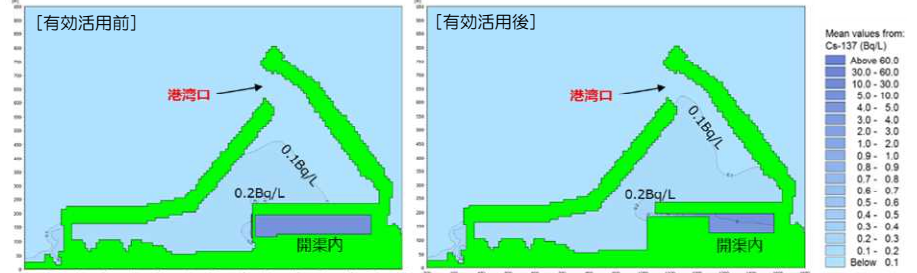 ［有効活用前］
港湾口
0.1Bq/L
0.2Bq/L
開渠内
［有効活用後］
港湾口
0.1Bq/L
0.2Bq/L
開渠内
Mean values from:
Cs-137 (Bq/L)
Above 60.0
30.0 - 60.0
10.0 - 30.0
5.0 - 10.0
4.0 - 5.0
3.0 - 4.0
2.0 - 3.0
1.0 - 2.0
0.9 - 1.0
0.8 - 0.9
0.7 - 0.8
0.6 - 0.7
0.5 - 0.6
0.4 - 0.5
0.3 - 0.4
0.2 - 0.3
0.1 - 0.2
Below 0.1